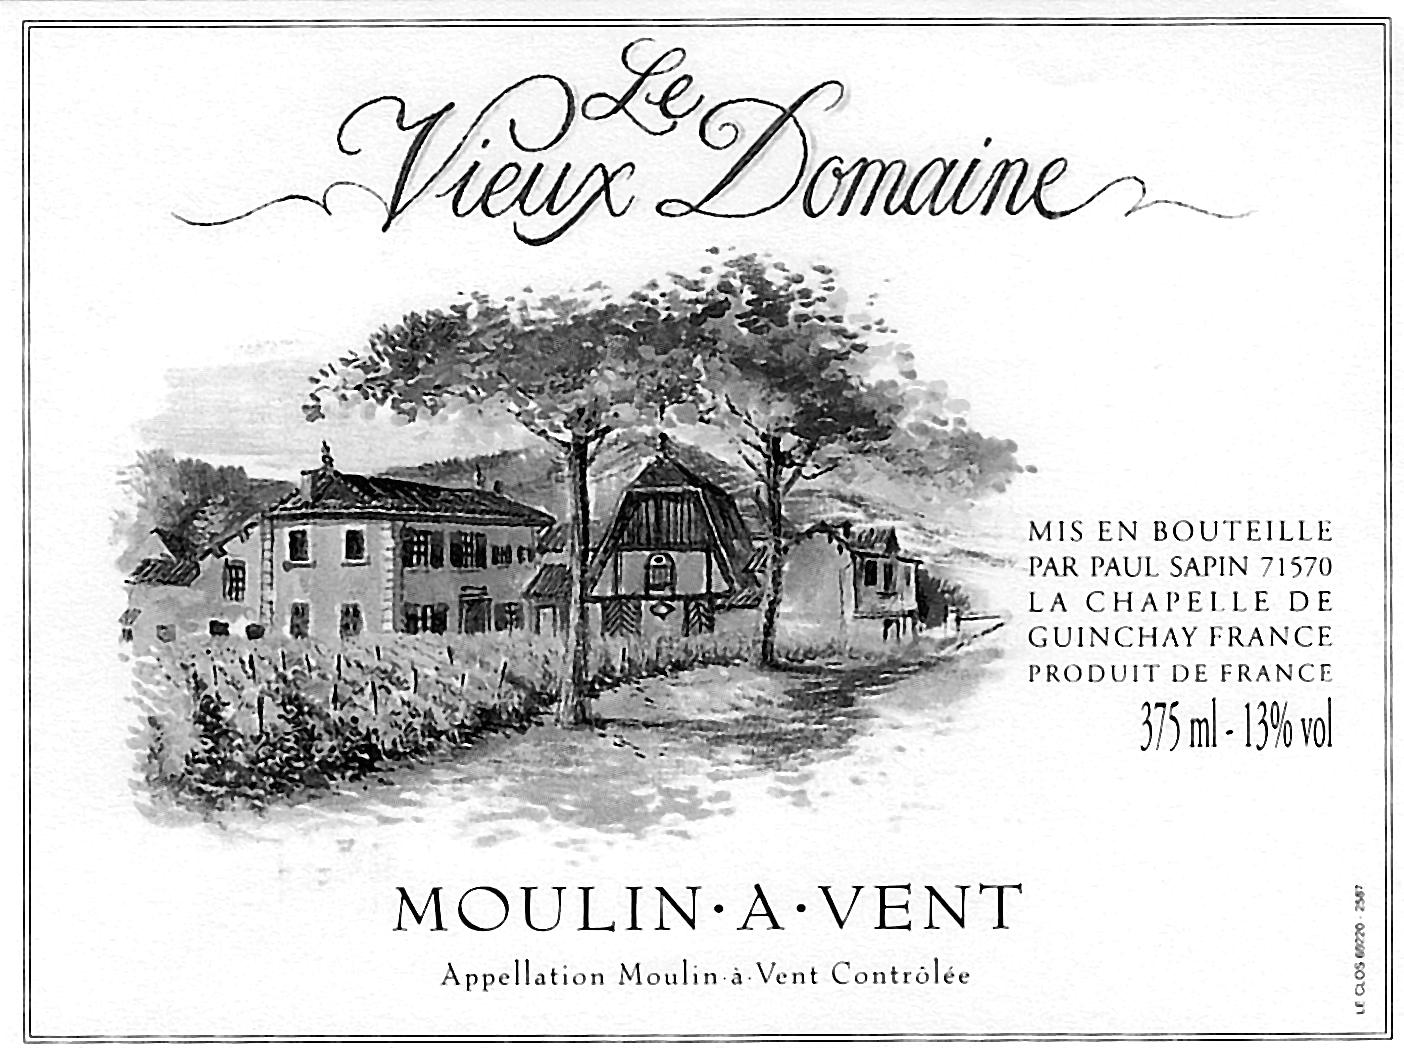 Le
Vieux Domaine
MIS EN BOUTEILLE
PAR PAUL SAPIN 71570
LA CHAPELLE DE
GUINCHAY FRANCE
PRODUIT DE FRANCE
375 ml - 13% vol
MOULIN·A·VENT
Appellation Moulin·à·Vent Contrôlée
LE CLOS 69220 - 2587